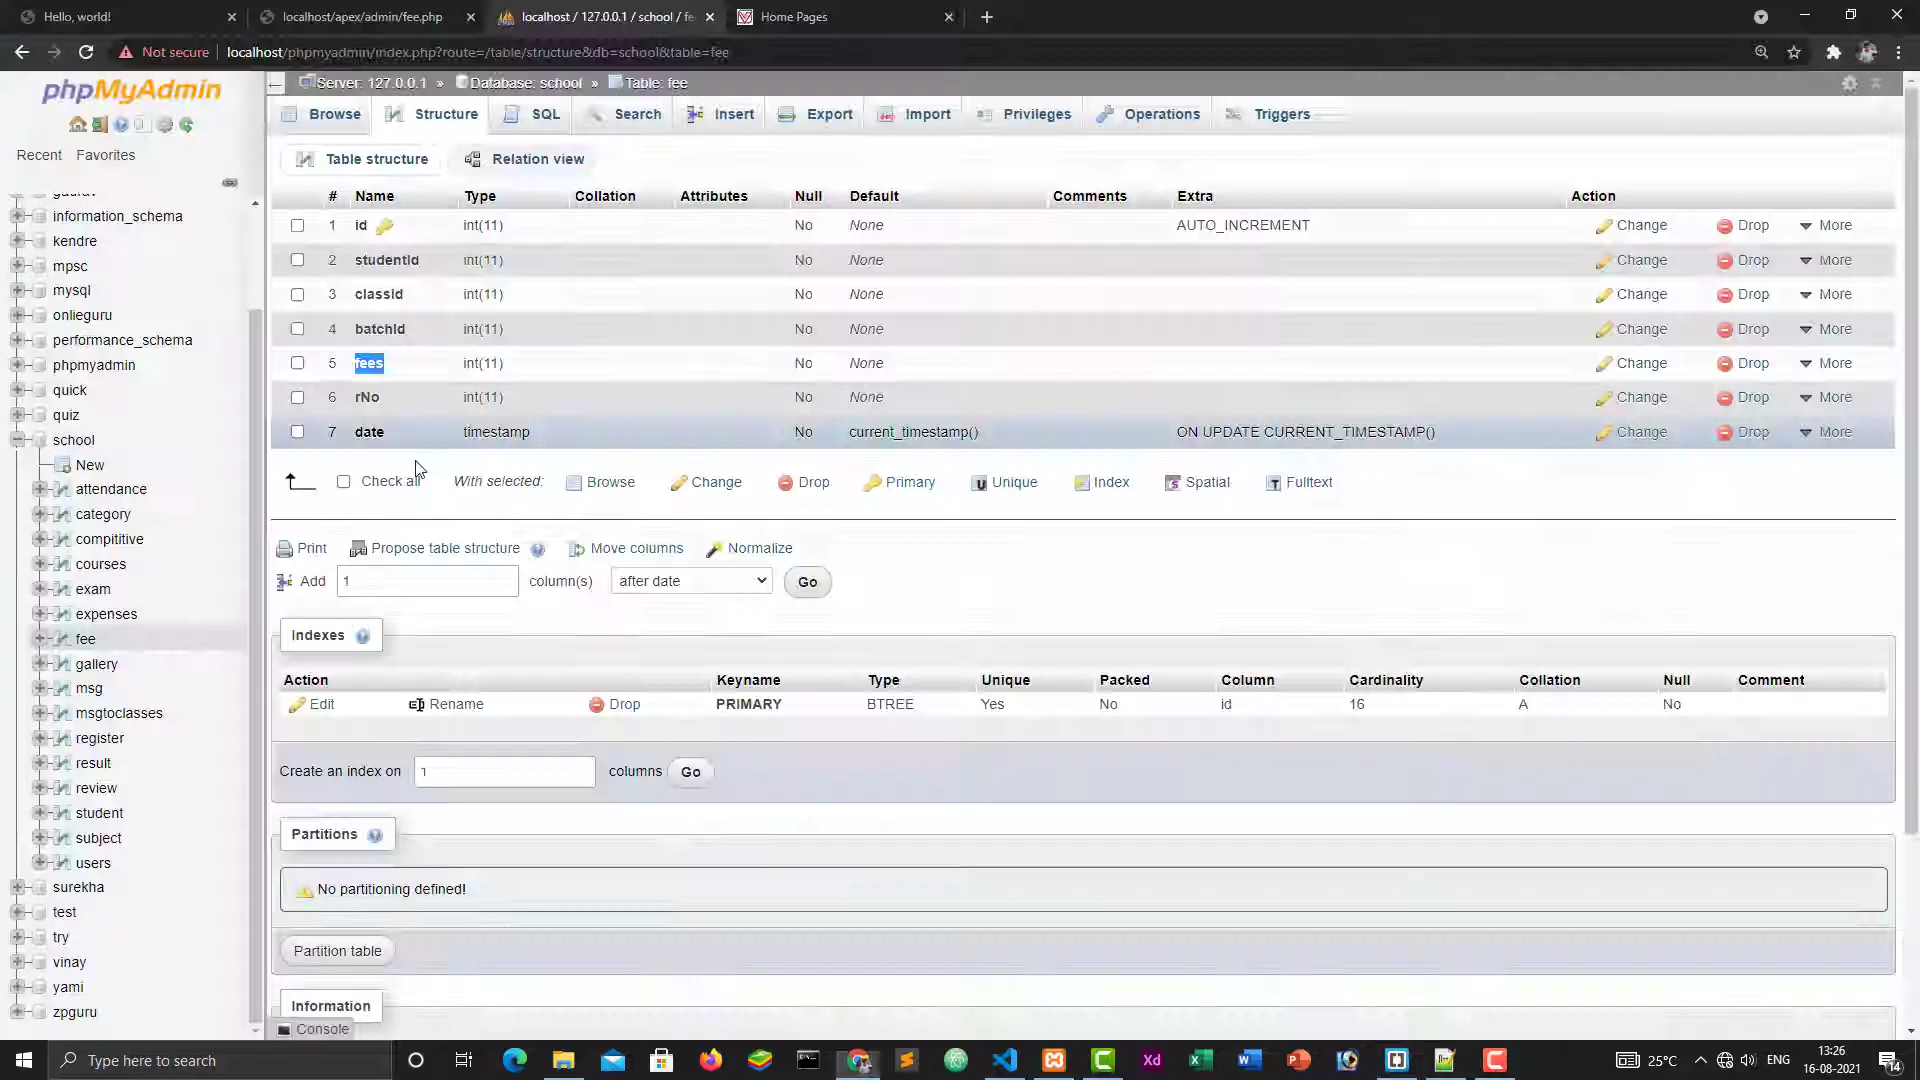 Hello, world!
localhost/apex/admin/fee.php
localhost / 127.0.0.1 / school / fe
Home Pages
Not secure
localhost/phpmyadmin/index.php?route=/table/structure&db=school&table=fee
phpMyAdmin
Recent Favorites
information_schema
kendre
mpsc
mysql
onlieguru
performance_schema
phpmyadmin
quick
quiz
school
New
attendance
category
compititive
courses
exam
expenses
fee
gallery
msg
msgtoclasses
register
result
review
student
subject
users
surekha
test
try
vinay
yami
zpguru
Server: 127.0.0.1 » Database: school » Table: fee
Browse Structure SQL Search Insert Export Import Privileges Operations Triggers
Table structure Relation view
# Name Type Collation Attributes Null Default Comments Extra Action
1 id int(11) No None AUTO_INCREMENT Change Drop More
2 studentId int(11) No None Change Drop More
3 classId int(11) No None Change Drop More
4 batchId int(11) No None Change Drop More
5 fees int(11) No None Change Drop More
6 rNo int(11) No None Change Drop More
7 date timestamp No current_timestamp() ON UPDATE CURRENT_TIMESTAMP() Change Drop More
Check all With selected: Browse Change Drop Primary Unique Index Spatial Fulltext
Print Propose table structure Move columns Normalize
Add 1 column(s) after date Go
Indexes
Action Keyname Type Unique Packed Column Cardinality Collation Null Comment
Edit Rename Drop PRIMARY BTREE Yes No id 16 A No
Create an index on 1 columns Go
Partitions
No partitioning defined!
Partition table
Information
Console
Type here to search
Xd
25°C
ENG
13:26
16-08-2021
14